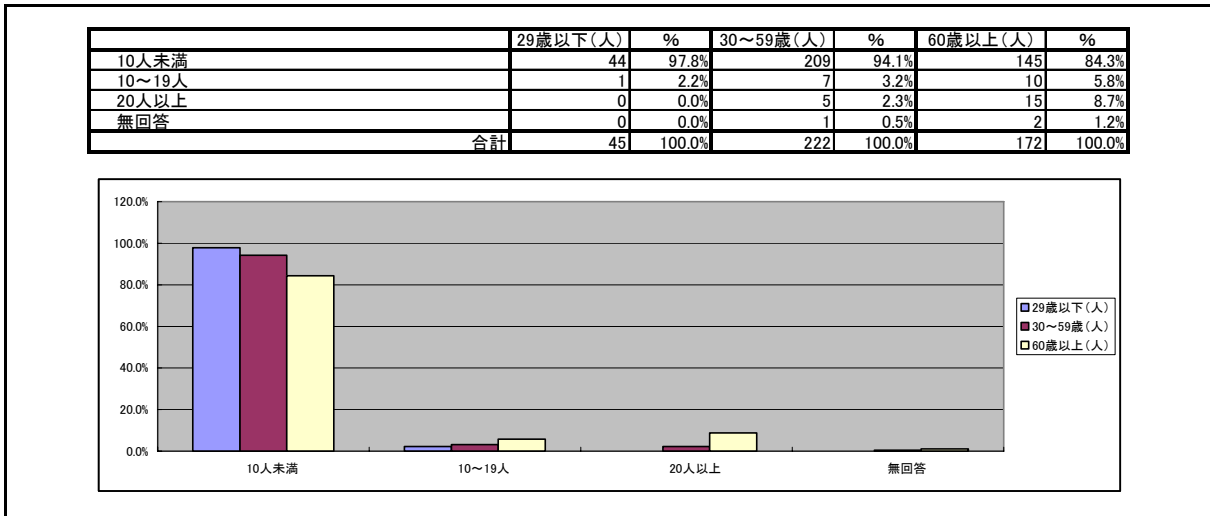 29歳以下(人) % 30～59歳(人) % 60歳以上(人) %
10人未満 44 97.8% 209 94.1% 145 84.3%
10～19人 1 2.2% 7 3.2% 10 5.8%
20人以上 0 0.0% 5 2.3% 15 8.7%
無回答 0 0.0% 1 0.5% 2 1.2%
合計 45 100.0% 222 100.0% 172 100.0%
120.0%
100.0%
80.0%
60.0%
40.0%
20.0%
0.0%
10人未満 10～19人 20人以上 無回答
29歳以下(人)
30～59歳(人)
60歳以上(人)